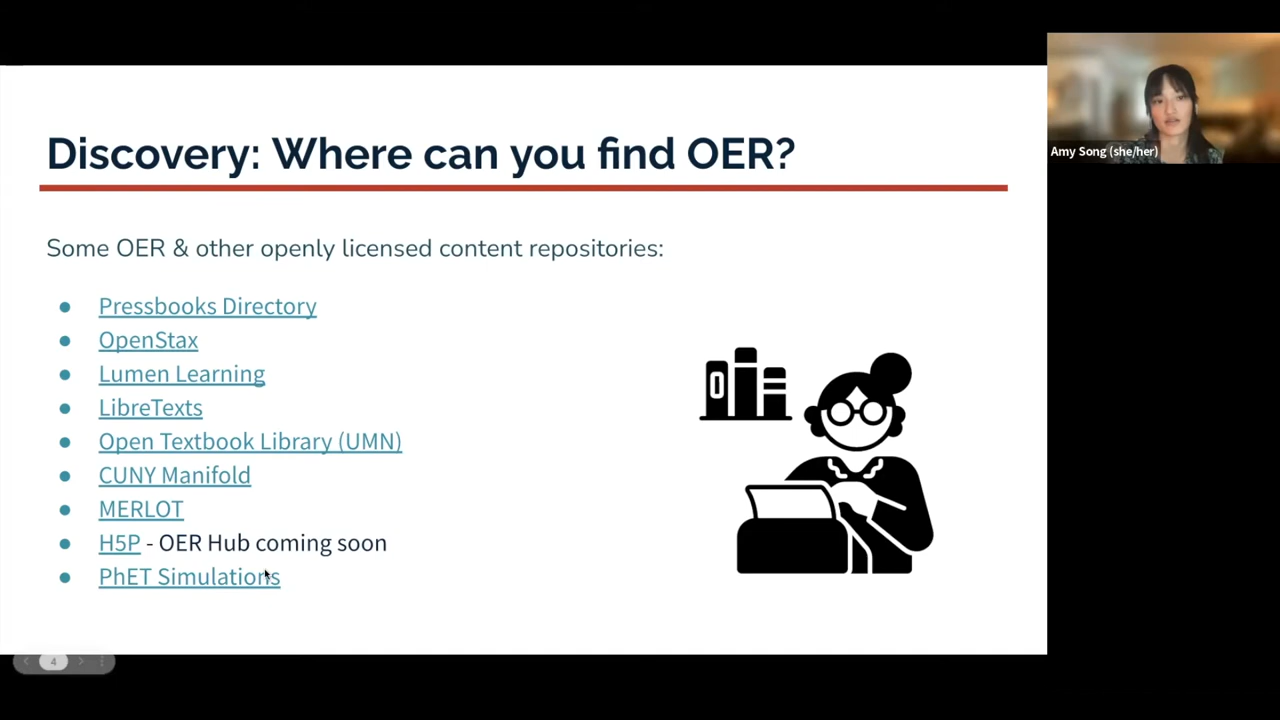 Discovery: Where can you find OER?
Some OER & other openly licensed content repositories:
● Pressbooks Directory
● OpenStax
● Lumen Learning
● LibreTexts
● Open Textbook Library (UMN)
● CUNY Manifold
● MERLOT
● H5P - OER Hub coming soon
● PhET Simulations
4
Amy Song (she/her)